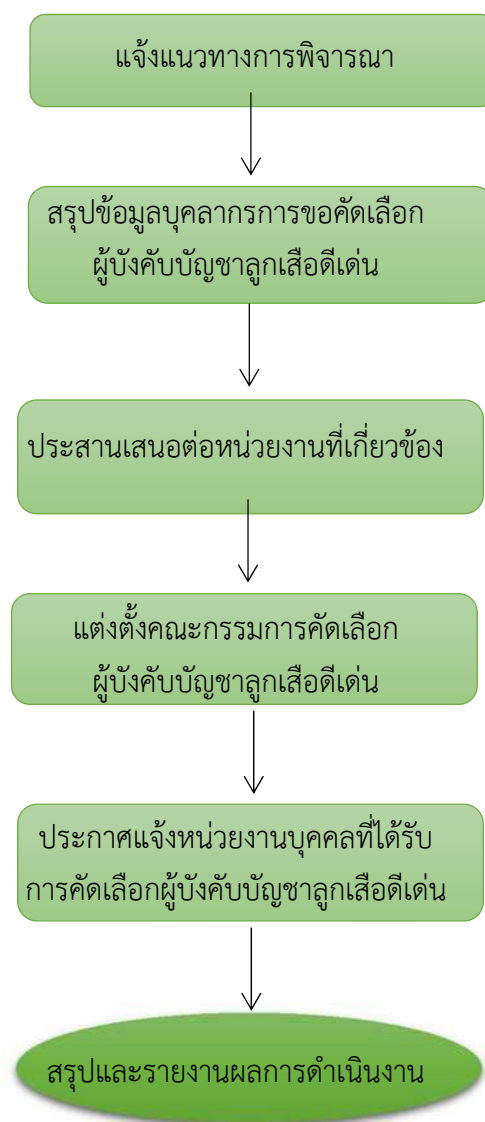 แจ้งแนวทางการพิจารณา
สรุปข้อมูลบุคลากรการขอคัดเลือก
ผู้บังคับบัญชาลูกเสือดีเด่น
ประสานเสนอต่อหน่วยงานที่เกี่ยวข้อง
แต่งตั้งคณะกรรมการคัดเลือก
ผู้บังคับบัญชาลูกเสือดีเด่น
ประกาศแจ้งหน่วยงานบุคคลที่ได้รับ
การคัดเลือกผู้บังคับบัญชาลูกเสือดีเด่น
สรุปและรายงานผลการดำเนินงาน